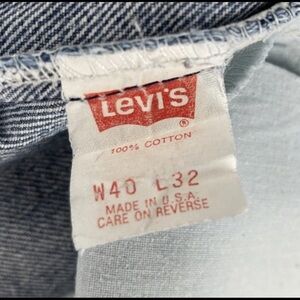 LEVI'S
®
100% COTTON
W40 L32
MADE IN U.S.A.
CARE ON REVERSE